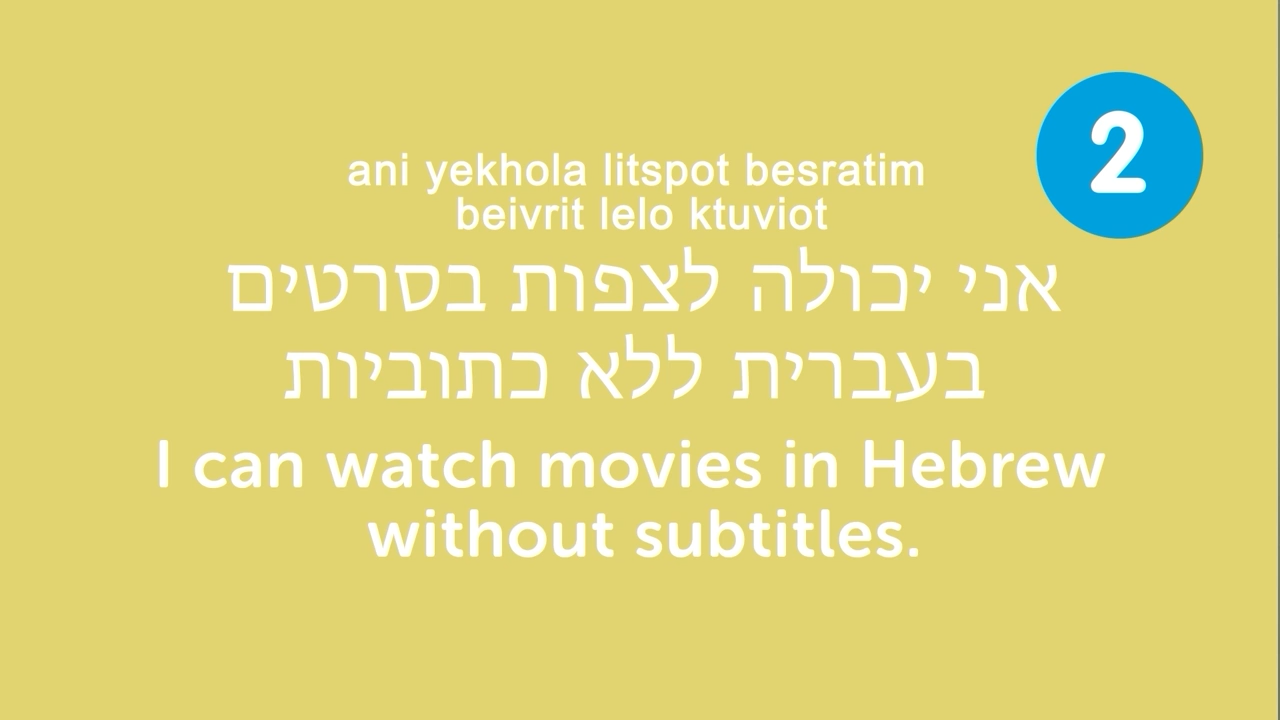 2
ani yekhola litspot besratim
beivrit lelo ktuviot
אני יכולה לצפות בסרטים
בעברית ללא כתוביות
I can watch movies in Hebrew
without subtitles.